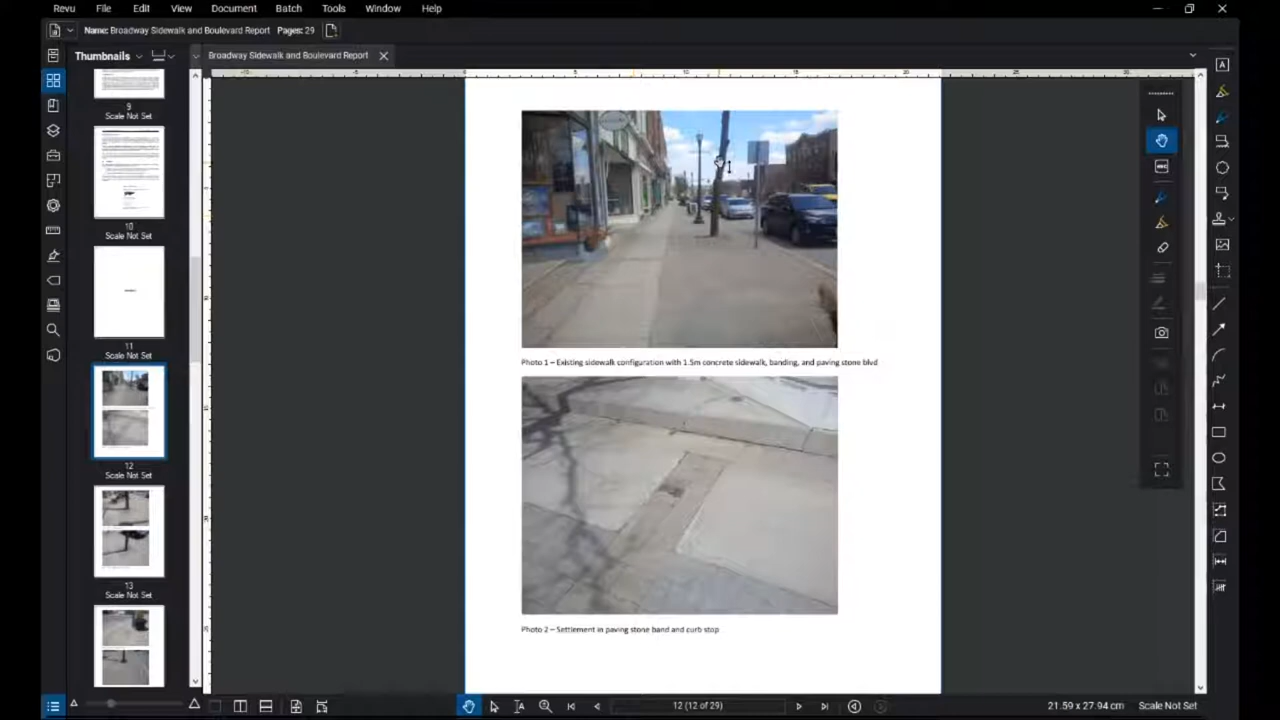 Revu File Edit View Document Batch Tools Window Help
Name: Broadway Sidewalk and Boulevard Report Pages: 29
Thumbnails
Broadway Sidewalk and Boulevard Report
9
Scale Not Set
10
Scale Not Set
11
Scale Not Set
12
Scale Not Set
13
Scale Not Set
Photo 1 – Existing sidewalk configuration with 1.5m concrete sidewalk, banding, and paving stone blvd
Photo 2 – Settlement in paving stone band and curb stop
12 (12 of 29)
21.59 x 27.94 cm
Scale Not Set